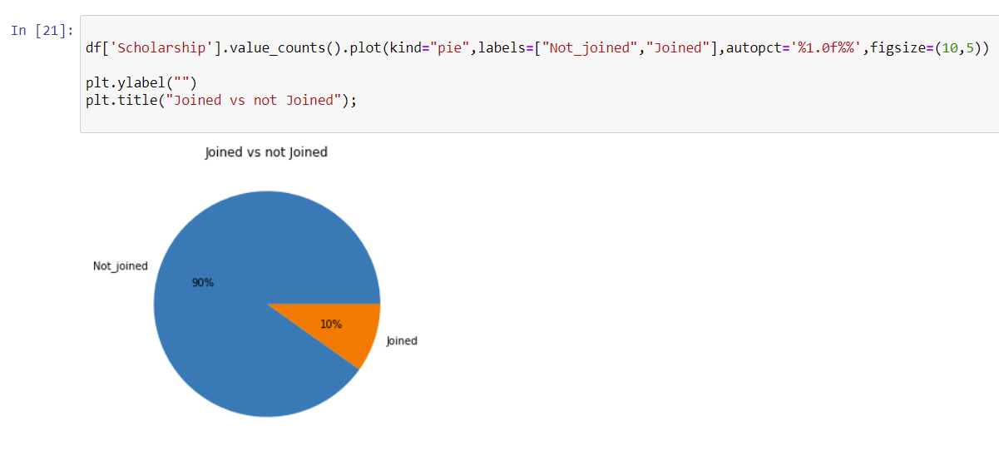 In [21]:
df['Scholarship'].value_counts().plot(kind="pie",labels=["Not_joined","Joined"],autopct='%1.0f%%',figsize=(10,5))
plt.ylabel("")
plt.title("Joined vs not Joined");
Joined vs not Joined
Not_joined
90%
10%
Joined